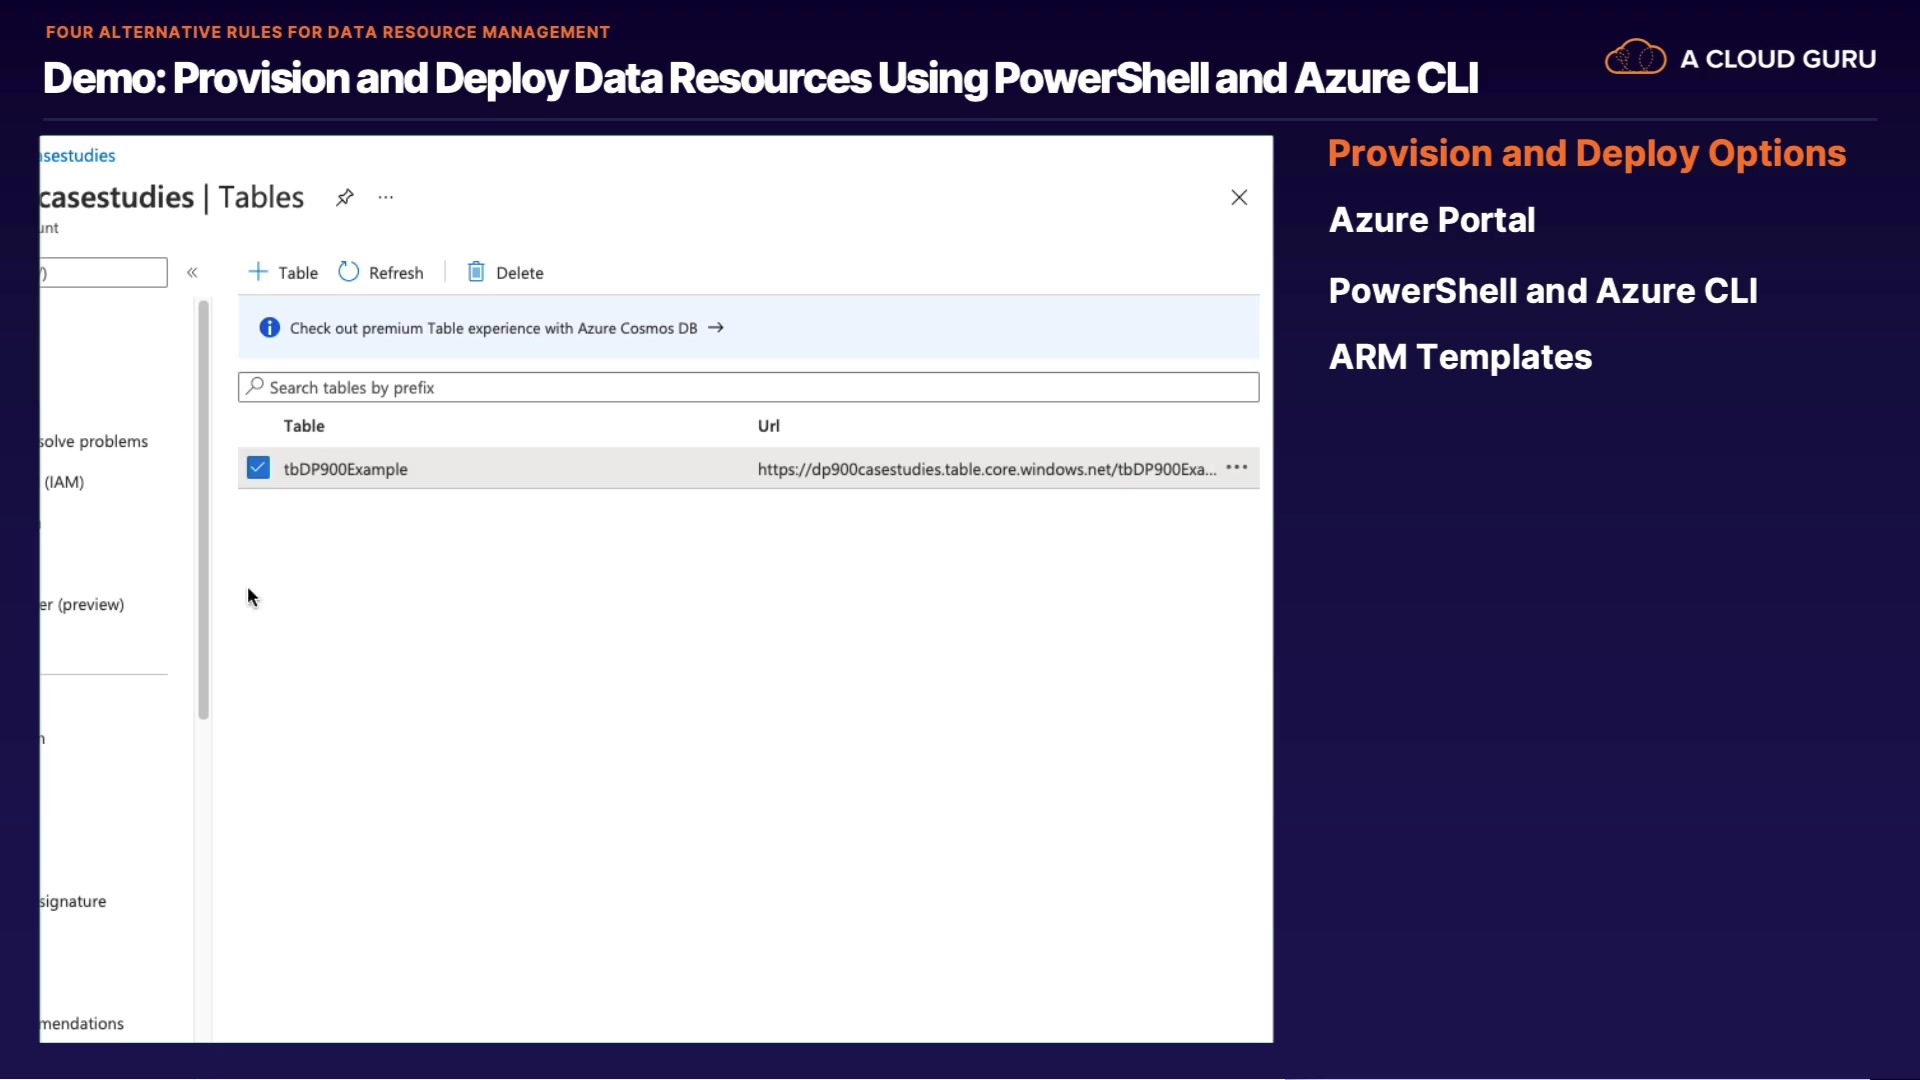 FOUR ALTERNATIVE RULES FOR DATA RESOURCE MANAGEMENT
Demo: Provision and Deploy Data Resources Using PowerShell and Azure CLI
A CLOUD GURU
sestudies
casestudies | Tables
unt
Table
Refresh
Delete
Check out premium Table experience with Azure Cosmos DB →
Search tables by prefix
Table Url
tbDP900Example https://dp900casestudies.table.core.windows.net/tbDP900Exa...
solve problems
(IAM)
er (preview)
signature
mendations
Provision and Deploy Options
Azure Portal
PowerShell and Azure CLI
ARM Templates